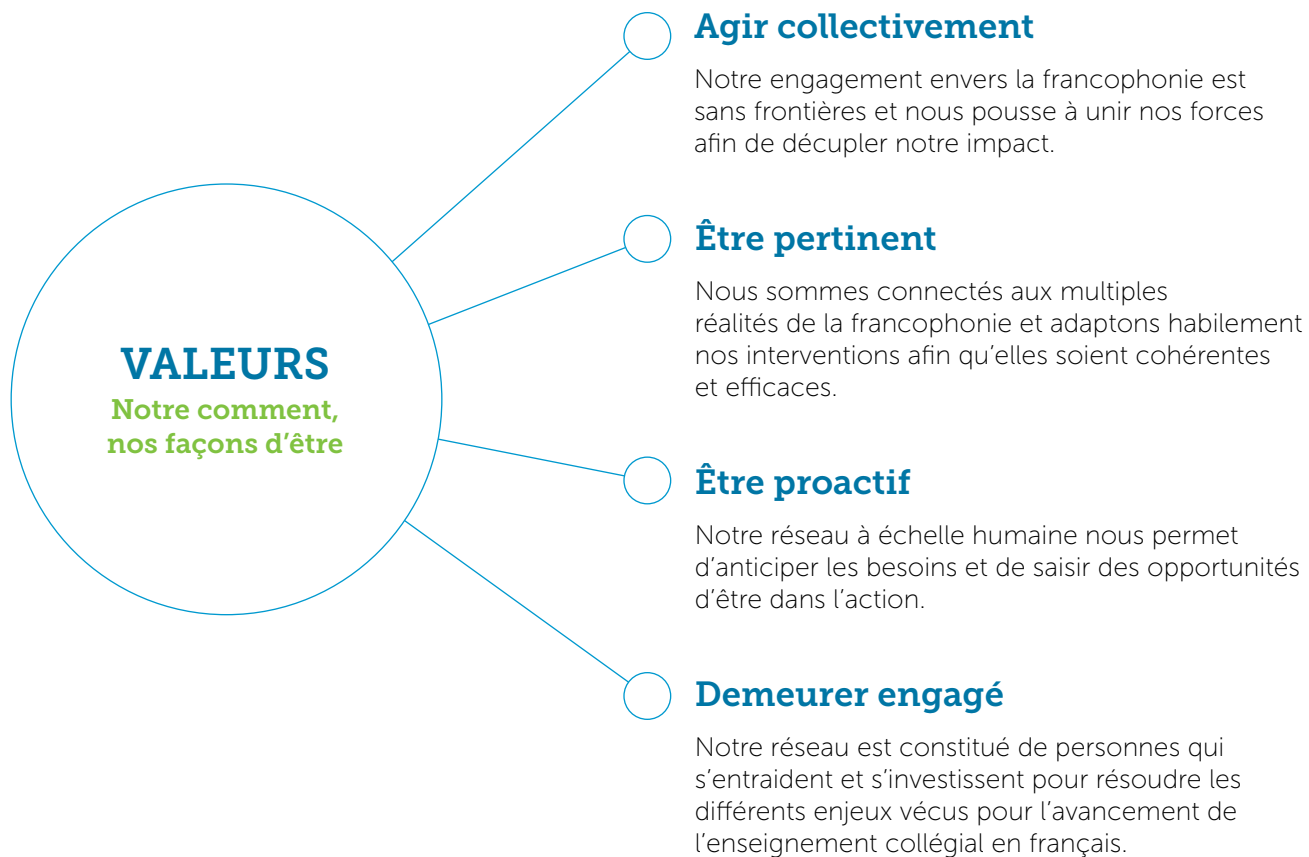 VALEURS
Notre comment,
nos façons d’être
Agir collectivement
Notre engagement envers la francophonie est
sans frontières et nous pousse à unir nos forces
afin de décupler notre impact.
Être pertinent
Nous sommes connectés aux multiples
réalités de la francophonie et adaptons habilement
nos interventions afin qu’elles soient cohérentes
et efficaces.
Être proactif
Notre réseau à échelle humaine nous permet
d’anticiper les besoins et de saisir des opportunités
d’être dans l’action.
Demeurer engagé
Notre réseau est constitué de personnes qui
s’entraident et s’investissent pour résoudre les
différents enjeux vécus pour l’avancement de
l’enseignement collégial en français.